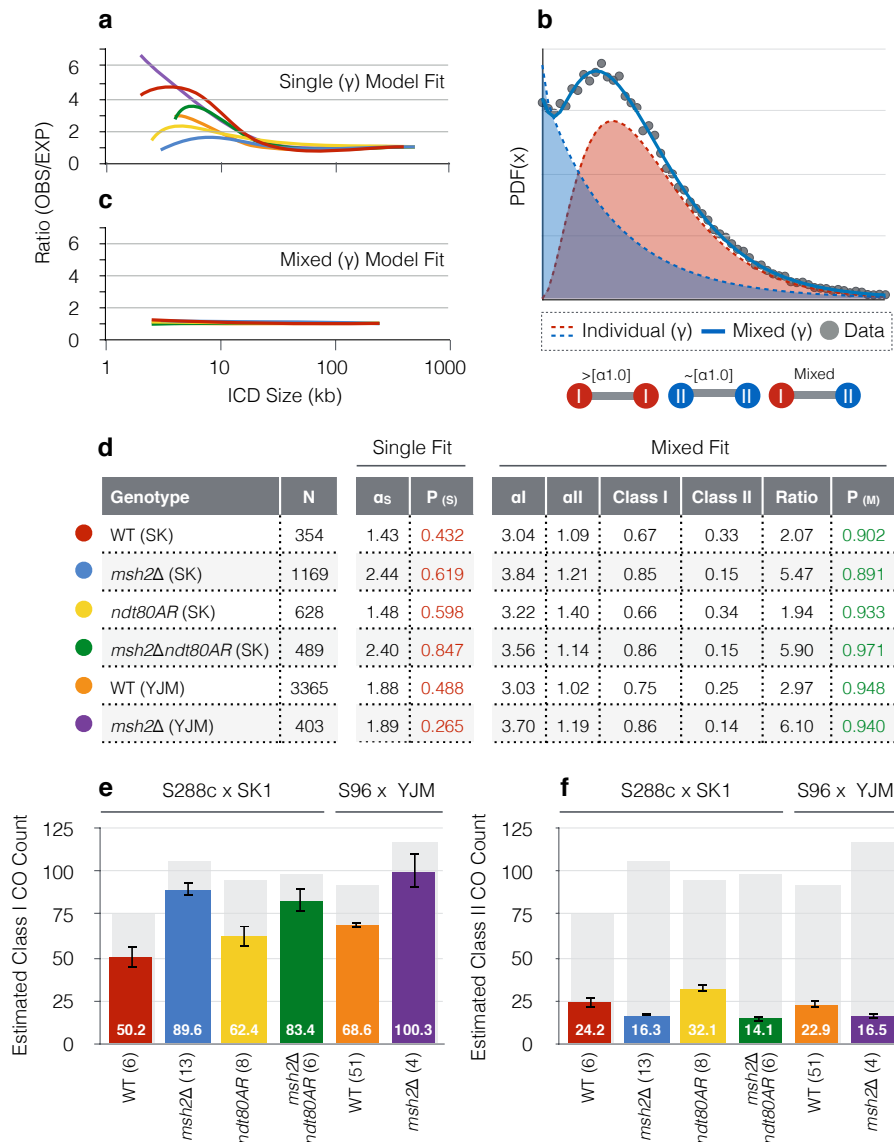 a
6
4
2
1
0
Single (γ) Model Fit
c
6
4
2
1
0
Mixed (γ) Model Fit
1
10
100
1000
ICD Size (kb)
Ratio (OBS/EXP)
b
PDF(x)
Individual (γ) Mixed (γ) Data
>[α1.0] ~[α1.0] Mixed
I I II II I II
d
Single Fit Mixed Fit
Genotype N αS P (S) αI αII Class I Class II Ratio P (M)
WT (SK) 354 1.43 0.432 3.04 1.09 0.67 0.33 2.07 0.902
msh2Δ (SK) 1169 2.44 0.619 3.84 1.21 0.85 0.15 5.47 0.891
ndt80AR (SK) 628 1.48 0.598 3.22 1.40 0.66 0.34 1.94 0.933
msh2Δndt80AR (SK) 489 2.40 0.847 3.56 1.14 0.86 0.15 5.90 0.971
WT (YJM) 3365 1.88 0.488 3.03 1.02 0.75 0.25 2.97 0.948
msh2Δ (YJM) 403 1.89 0.265 3.70 1.19 0.86 0.14 6.10 0.940
e
S288c x SK1 S96 x YJM
Estimated Class I CO Count
125
100
75
50
25
0
50.2 89.6 62.4 83.4 68.6 100.3
WT (6)
msh2Δ (13)
ndt80AR (8)
msh2Δ
ndt80AR (6)
WT (51)
msh2Δ (4)
f
S288c x SK1 S96 x YJM
Estimated Class II CO Count
125
100
75
50
25
0
24.2 16.3 32.1 14.1 22.9 16.5
WT (6)
msh2Δ (13)
ndt80AR (8)
msh2Δ
ndt80AR (6)
WT (51)
msh2Δ (4)